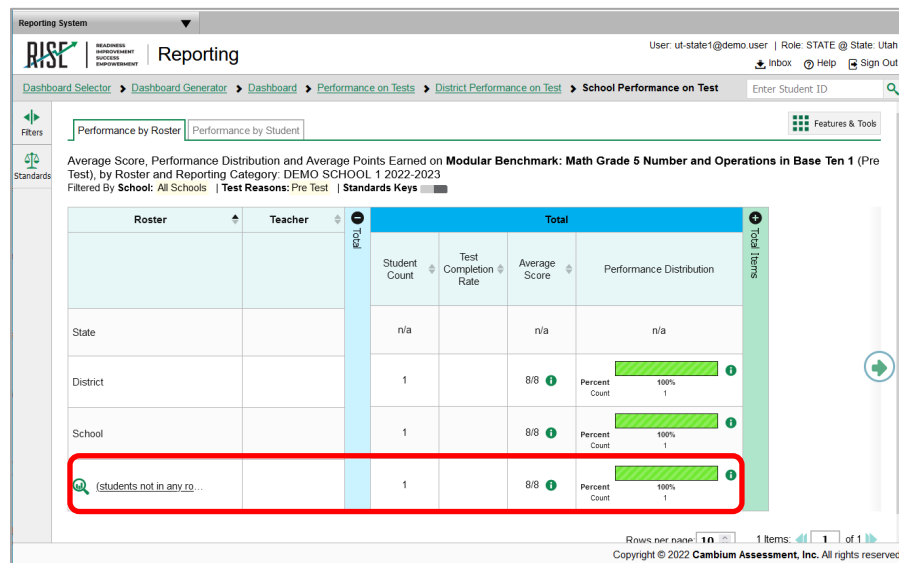 Reporting System
RISE
READINESS
IMPROVEMENT
SUCCESS
EMPOWERMENT
Reporting
User: ut-state1@demo.user | Role: STATE @ State: Utah
Inbox Help Sign Out
Dashboard Selector Dashboard Generator Dashboard Performance on Tests District Performance on Test School Performance on Test
Enter Student ID
Filters
Standards
Performance by Roster Performance by Student
Features & Tools
Average Score, Performance Distribution and Average Points Earned on Modular Benchmark: Math Grade 5 Number and Operations in Base Ten 1 (Pre
Test), by Roster and Reporting Category: DEMO SCHOOL 1 2022-2023
Filtered By School: All Schools | Test Reasons: Pre Test | Standards Keys
Roster Teacher Total Total Total Items
Student Count Test Completion Rate Average Score Performance Distribution
State n/a n/a n/a
District 1 8/8
Percent 100%
Count 1
School 1 8/8
Percent 100%
Count 1
(students not in any ro... 1 8/8
Percent 100%
Count 1
Rows per page: 10 1 Items: 1 of 1
Copyright © 2022 Cambium Assessment, Inc. All rights reserved